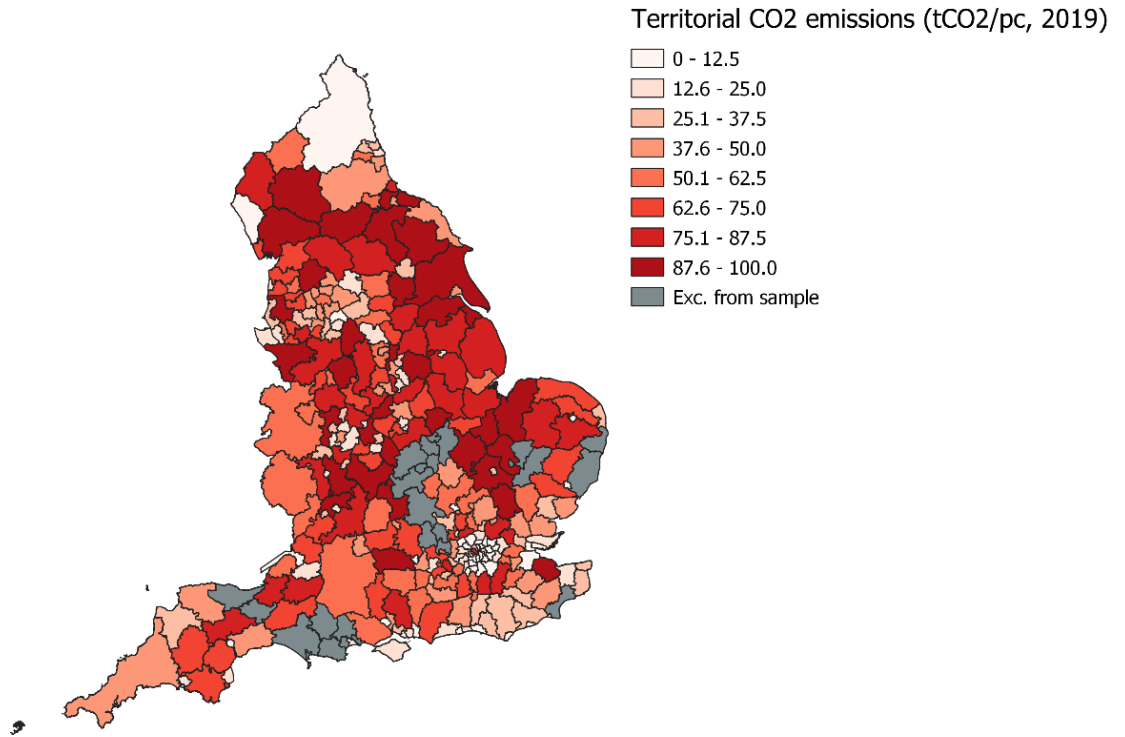 Territorial CO2 emissions (tCO2/pc, 2019)
0 - 12.5
12.6 - 25.0
25.1 - 37.5
37.6 - 50.0
50.1 - 62.5
62.6 - 75.0
75.1 - 87.5
87.6 - 100.0
Exc. from sample